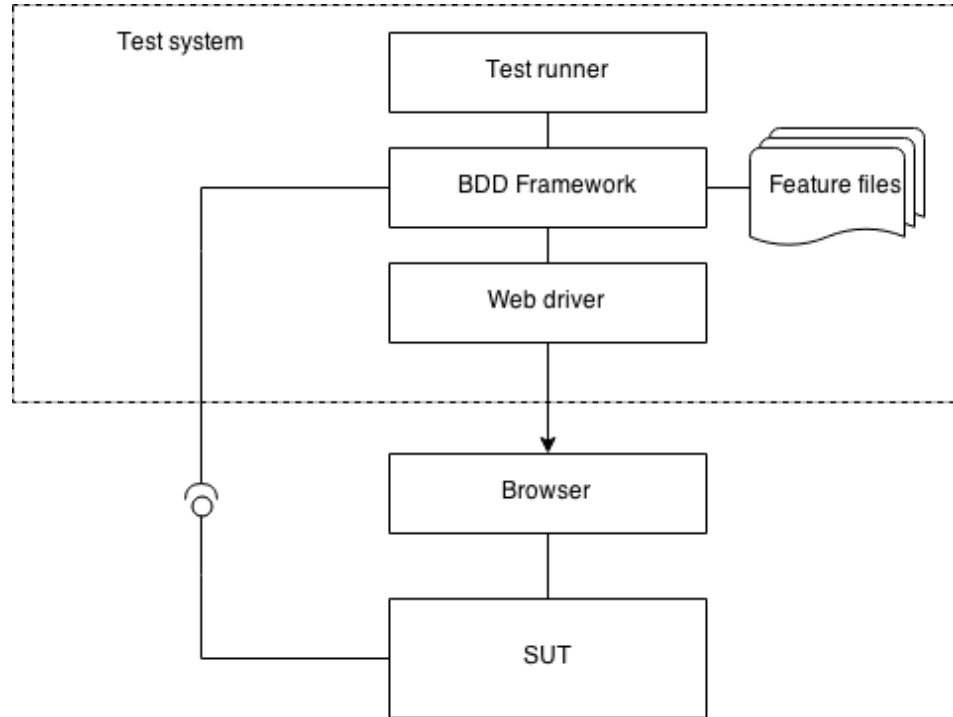 Test system
Test runner
BDD Framework
Feature files
Web driver
Browser
SUT